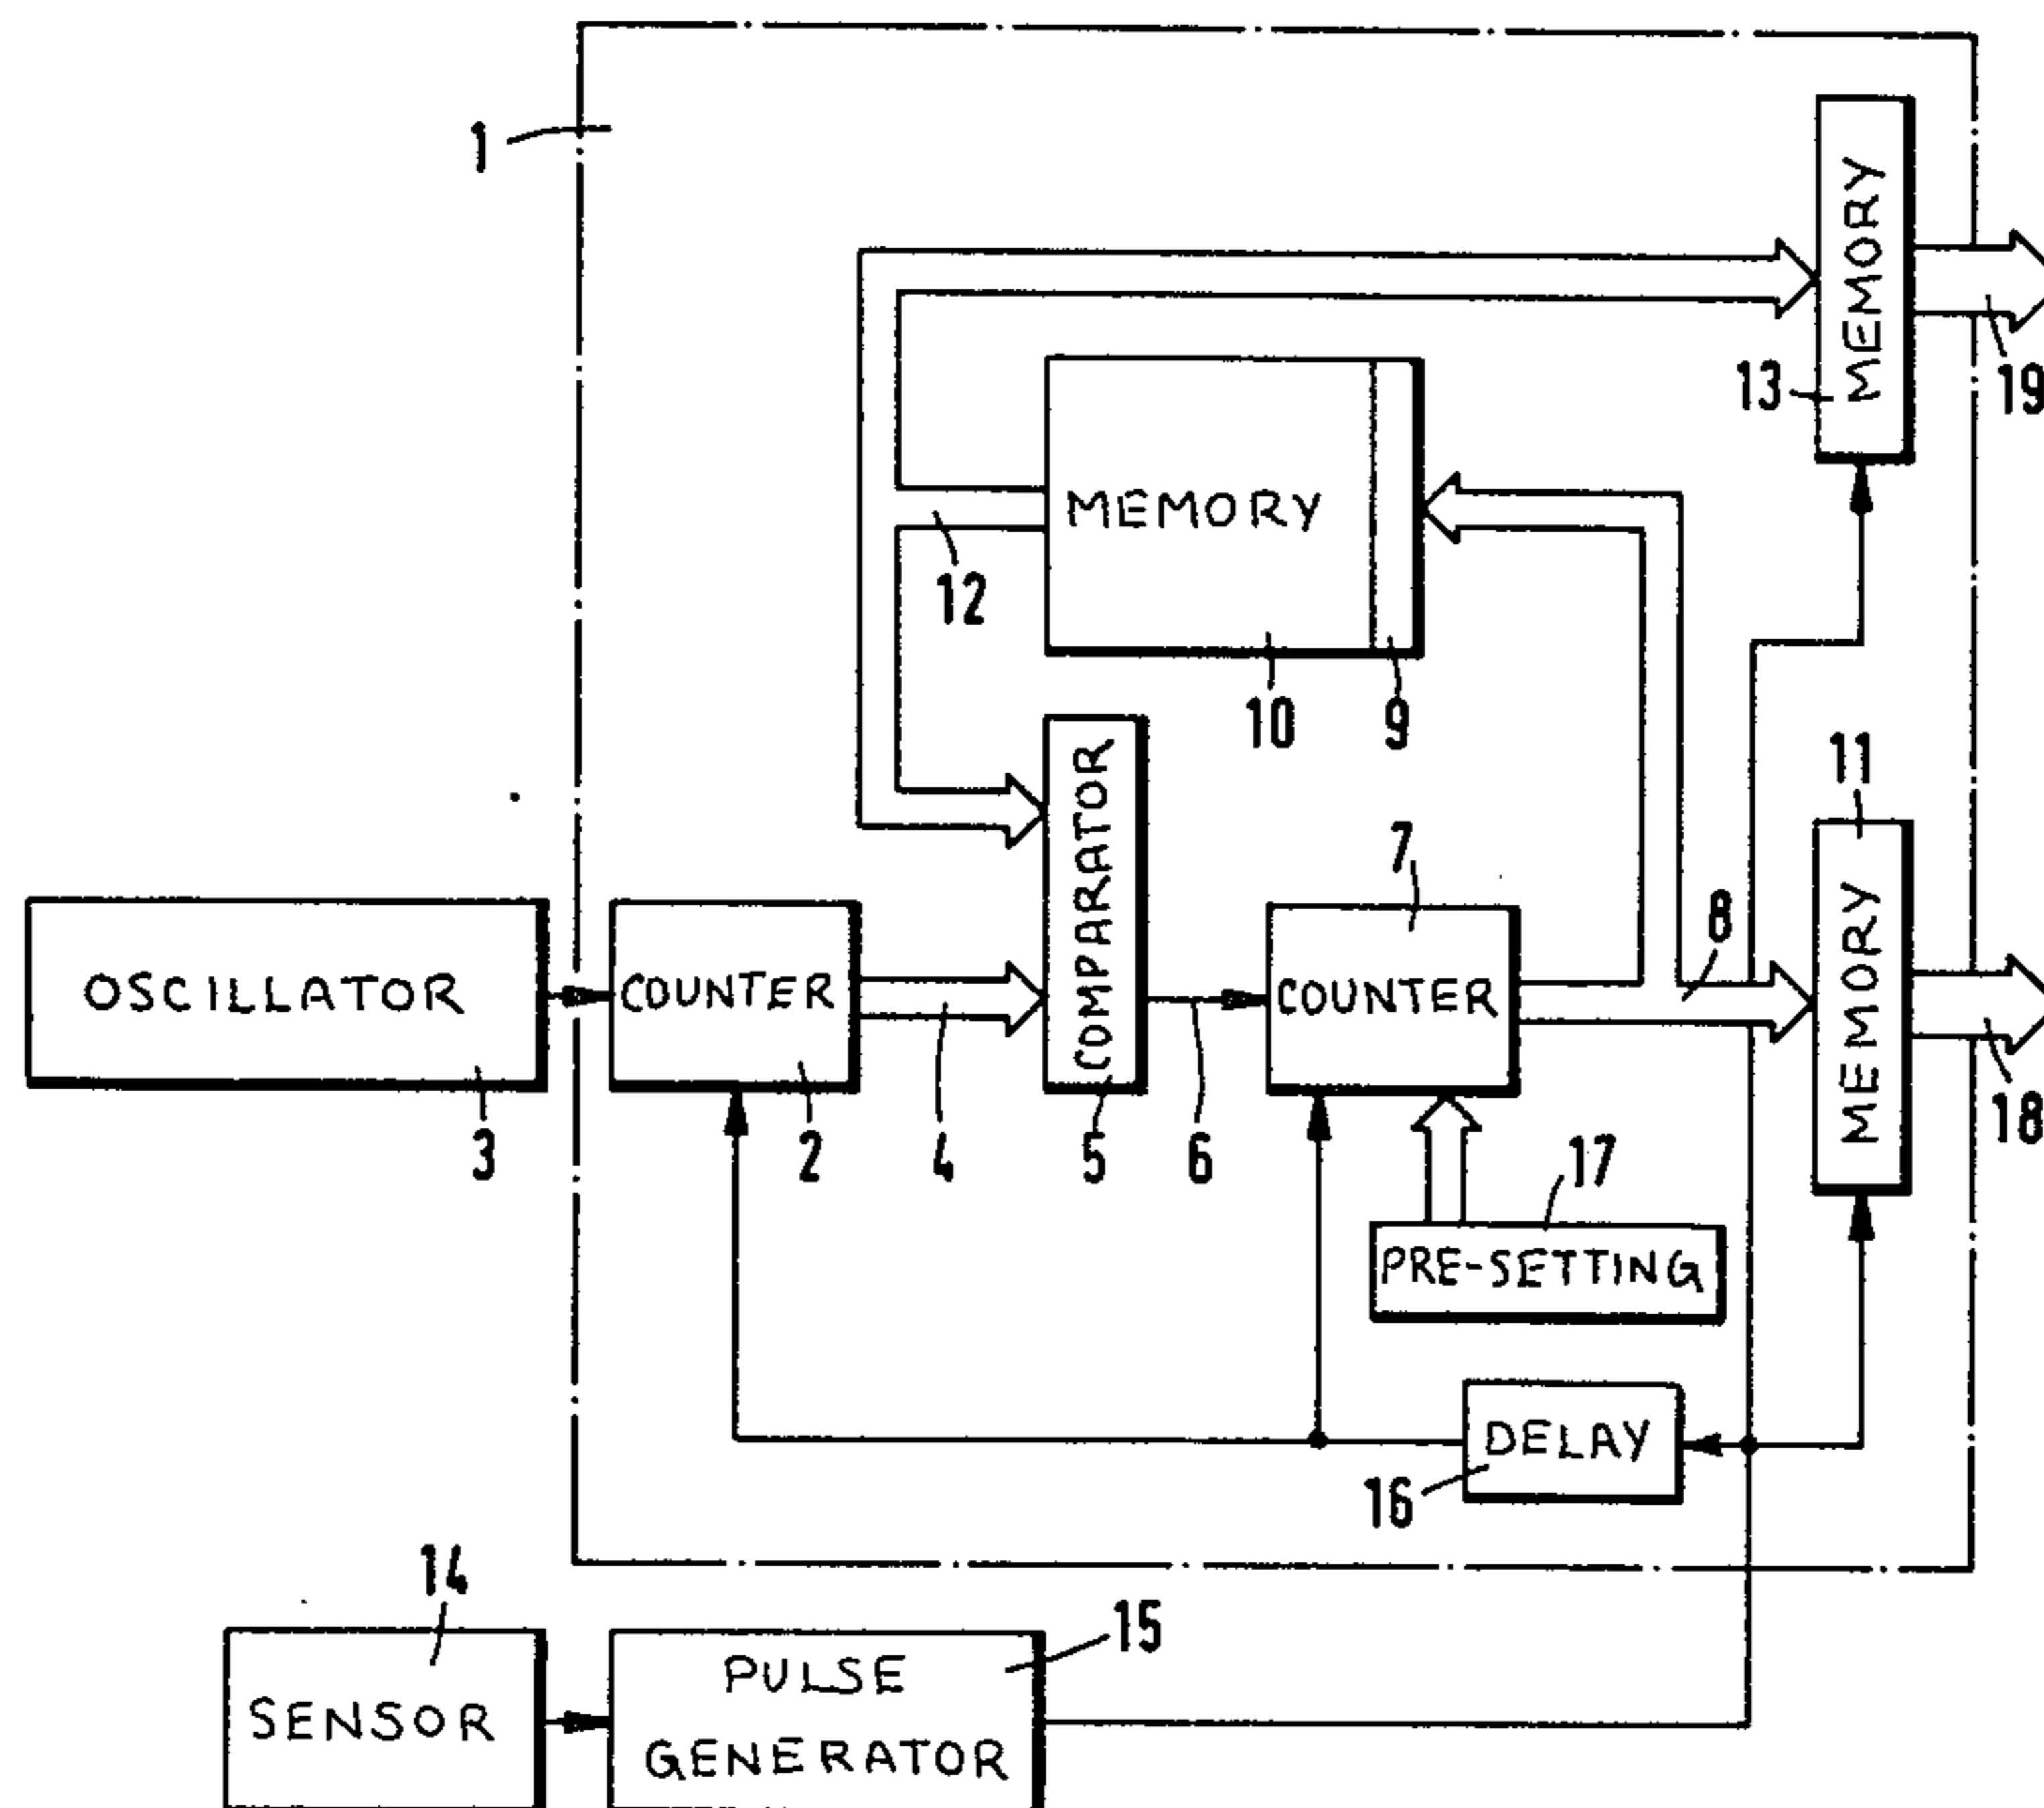 1
MEMORY
13
19
MEMORY
12
10
9
11
COMPARATOR
7
8
MEMORY
OSCILLATOR
COUNTER
COUNTER
3
2
4
5
6
17
18
PRE-SETTING
DELAY
16
14
15
SENSOR
PULSE
GENERATOR